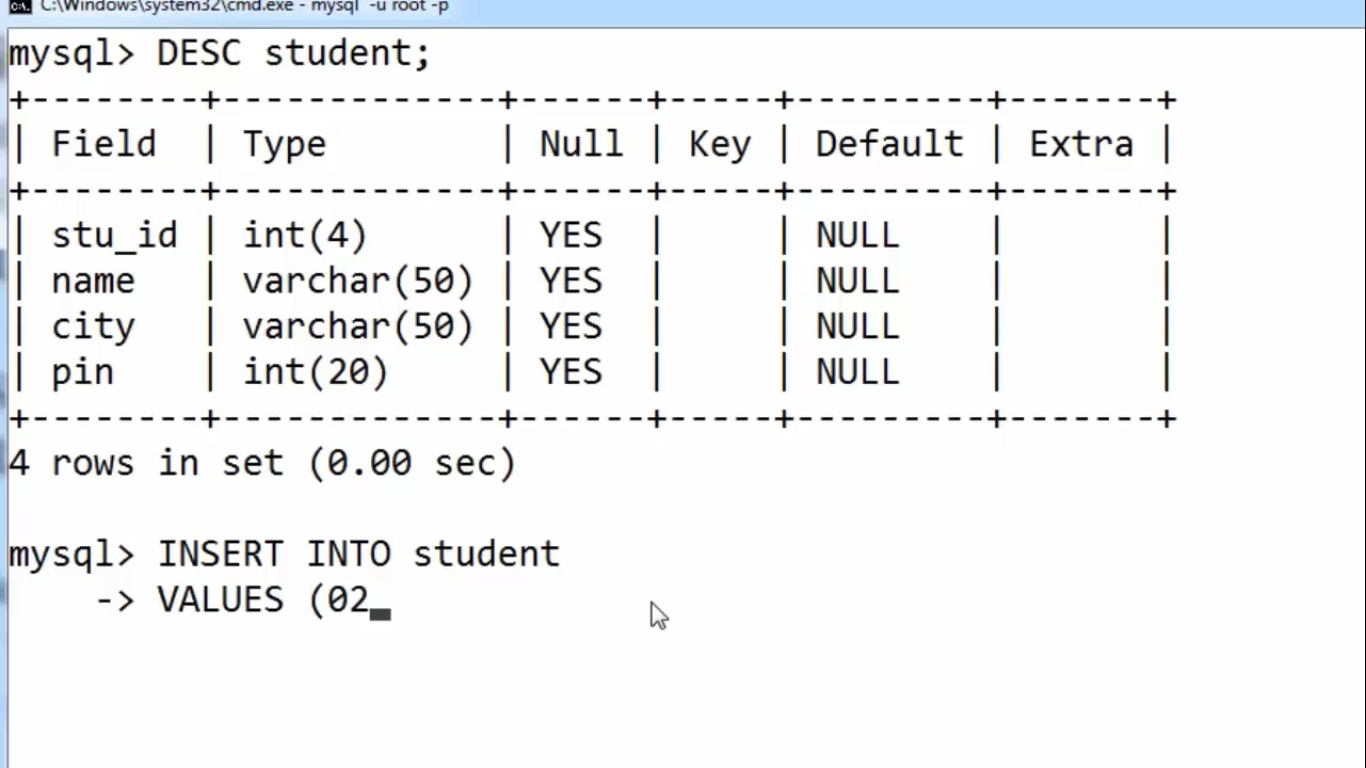 C:\Windows\system32\cmd.exe - mysql -u root -p
mysql> DESC student;
+--------+-------------+------+-----+---------+-------+
| Field  | Type        | Null | Key | Default | Extra |
+--------+-------------+------+-----+---------+-------+
| stu_id | int(4)      | YES  |     | NULL    |       |
| name   | varchar(50) | YES  |     | NULL    |       |
| city   | varchar(50) | YES  |     | NULL    |       |
| pin    | int(20)     | YES  |     | NULL    |       |
+--------+-------------+------+-----+---------+-------+
4 rows in set (0.00 sec)
mysql> INSERT INTO student
    -> VALUES (02